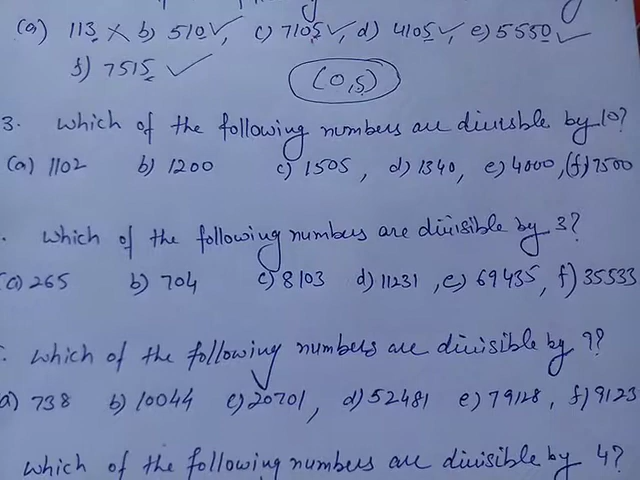 (a) 113 × b) 510 ✓, c) 7105 ✓, d) 4105 ✓, e) 5550 ✓
f) 7515 ✓ (0,5)
3. Which of the following numbers are divisible by 10?
(a) 1102 b) 1200 c) 1505, d) 1340, e) 4000, (f) 7500
Which of the following numbers are divisible by 3?
(a) 265 b) 704 c) 8103 d) 11231, e) 69435, f) 35533
Which of the following numbers are divisible by 9?
a) 738 b) 10044 c) 20701, d) 52481 e) 79128, f) 9123
Which of the following numbers are divisible by 4?